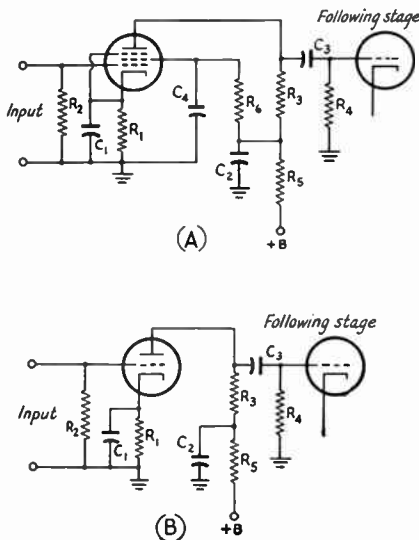 Following stage
C3
Input
R2
C1
R1
C4
R6
R3
R4
C2
R5
+B
(A)
Following stage
C3
Input
R2
C1
R1
C2
R3
R4
R5
+B
(B)